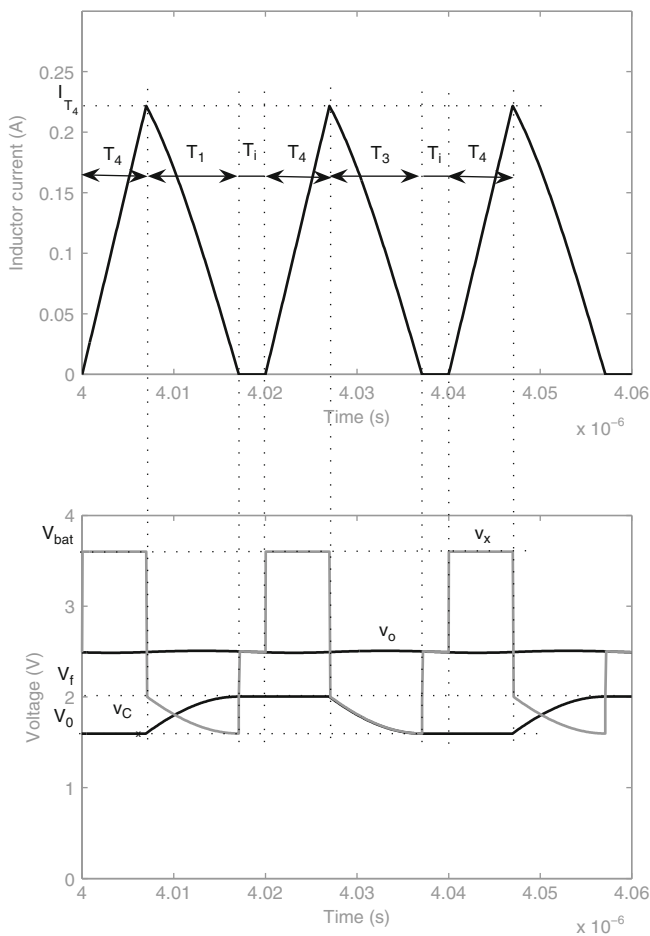 0.25
0.2
0.15
0.1
0.05
0
Inductor current (A)
I_T4
T4
T1
Ti
T4
T3
Ti
T4
4
4.01
4.02
4.03
4.04
4.05
4.06
Time (s)
x 10^-6
4
3
2
1
0
Voltage (V)
Vbat
Vf
V0
vC
vo
vx
4
4.01
4.02
4.03
4.04
4.05
4.06
Time (s)
x 10^-6